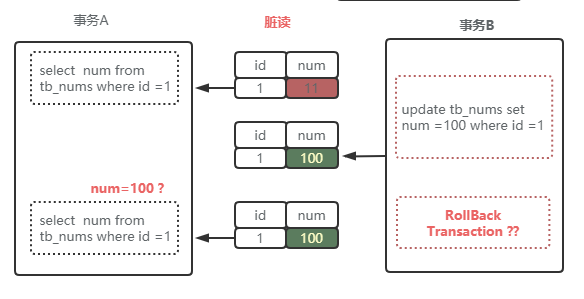 事务A
脏读
事务B
select num from
tb_nums where id =1
id num
1 11
update tb_nums set
num =100 where id =1
id num
1 100
num=100 ?
select num from
tb_nums where id =1
id num
1 100
RollBack
Transaction ??